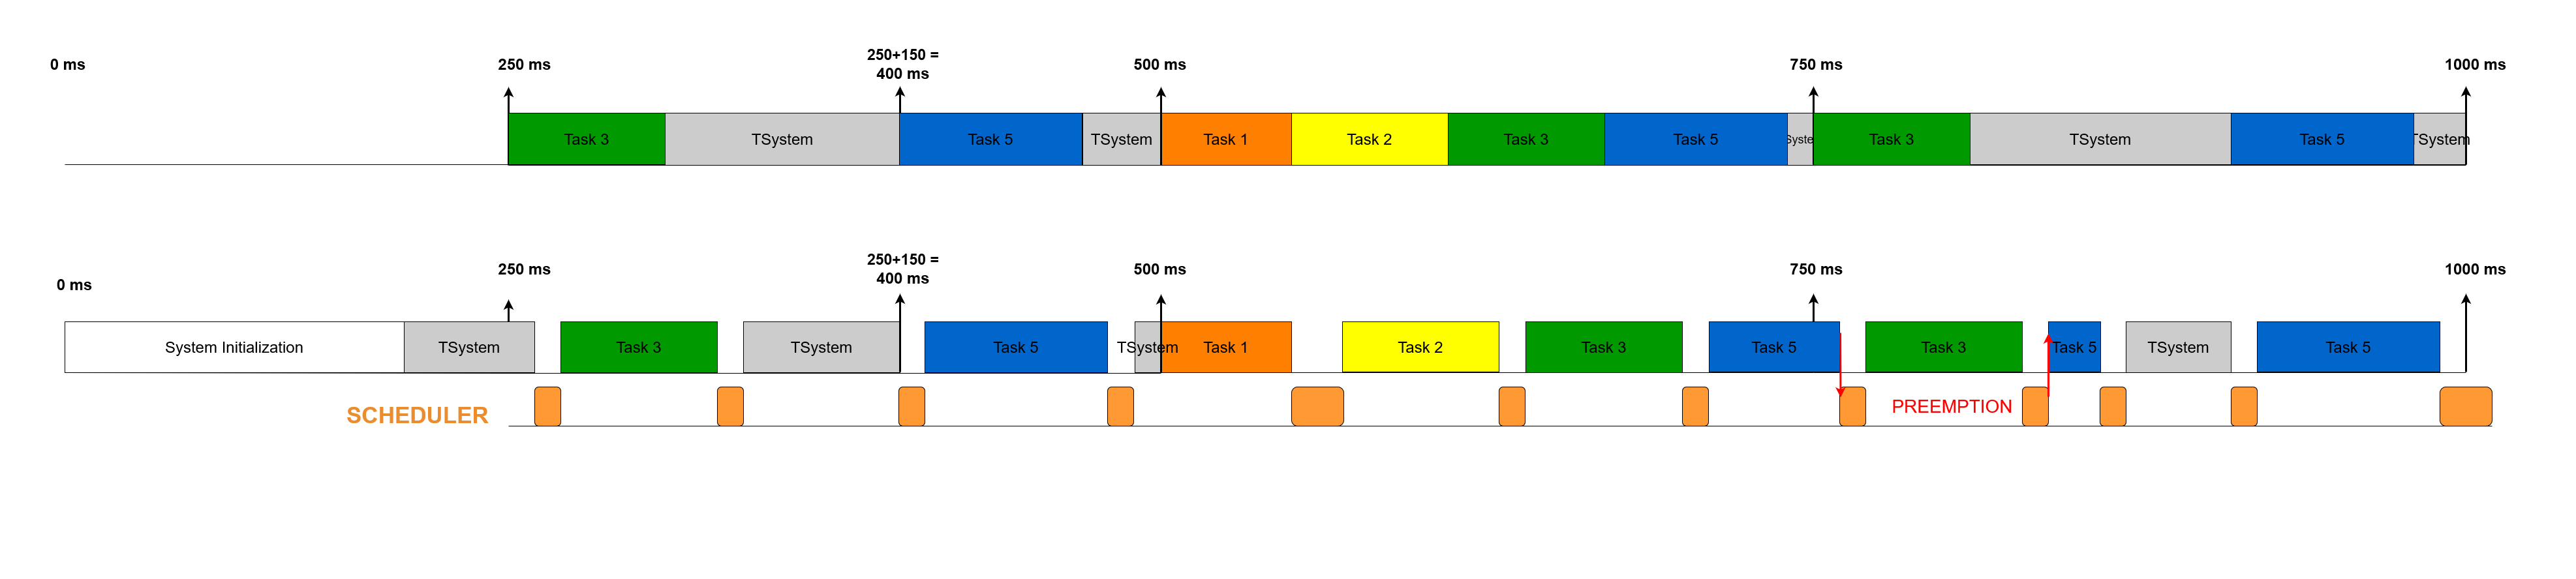 0 ms
250 ms
250+150 =
400 ms
500 ms
750 ms
1000 ms
Task 3
TSystem
Task 5
TSystem
Task 1
Task 2
Task 3
Task 5
Syste
Task 3
TSystem
Task 5
TSystem
0 ms
250 ms
250+150 =
400 ms
500 ms
750 ms
1000 ms
System Initialization
TSystem
Task 3
TSystem
Task 5
TSystem
Task 1
Task 2
Task 3
Task 5
Task 3
Task 5
TSystem
Task 5
SCHEDULER
PREEMPTION